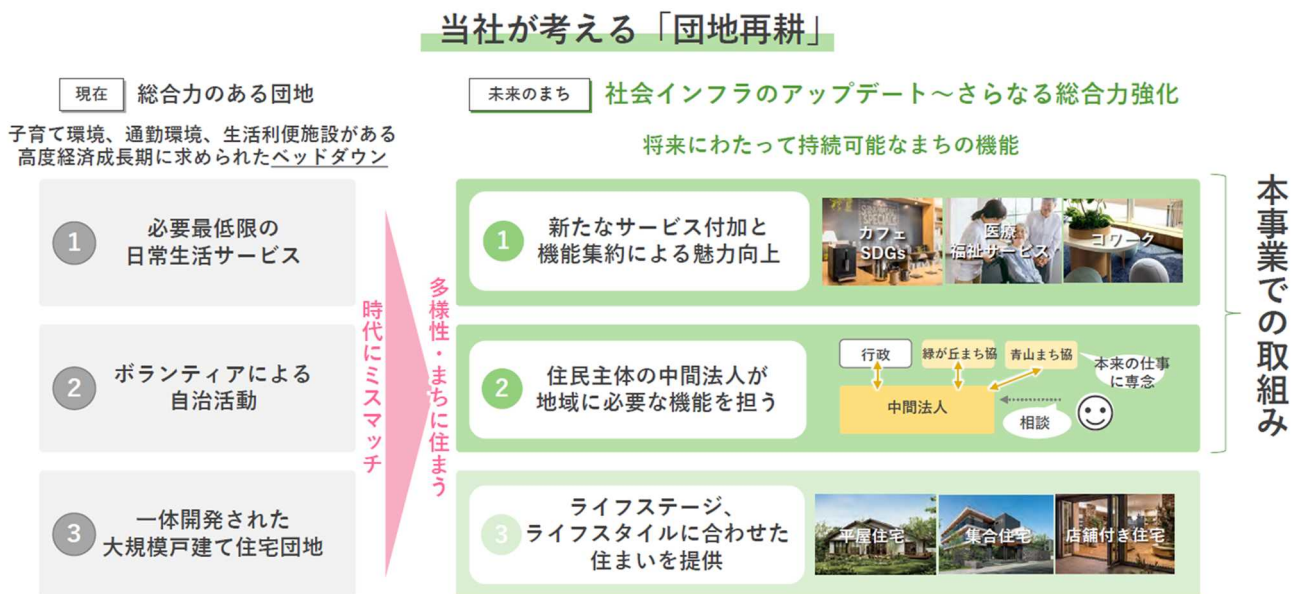 当社が考える「団地再耕」
現在
総合力のある団地
子育て環境、通勤環境、生活利便施設がある
高度経済成長期に求められたベッドダウン
1
必要最低限の
日常生活サービス
2
ボランティアによる
自治活動
3
一体開発された
大規模戸建て住宅団地
時代にミスマッチ
多様性・まちに住まう
未来のまち
社会インフラのアップデート～さらなる総合力強化
将来にわたって持続可能なまちの機能
1
新たなサービス付加と
機能集約による魅力向上
カフェ
SDGs
医療・
福祉サービス
コワーク
2
住民主体の中間法人が
地域に必要な機能を担う
行政
緑が丘まち協
青山まち協
本来の仕事
に専念
中間法人
相談
3
ライフステージ、
ライフスタイルに合わせた
住まいを提供
平屋住宅
集合住宅
店舗付き住宅
本事業での取組み